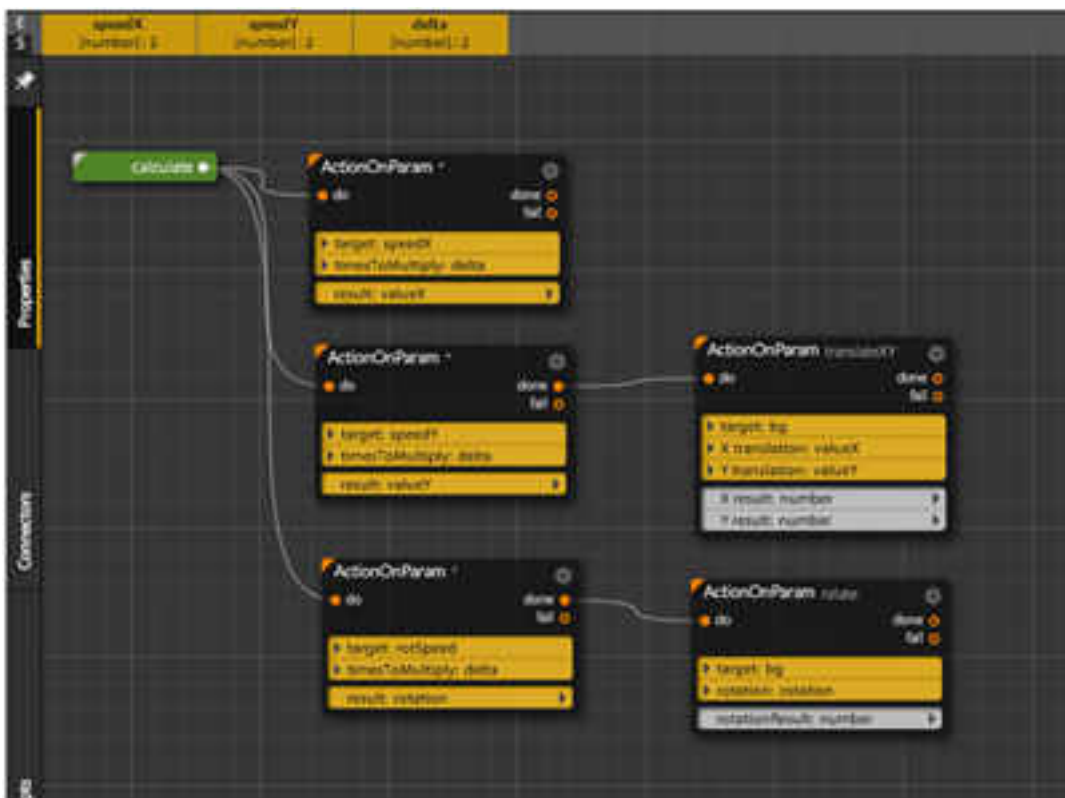 speedX
speedY
delta
[number] : 2
[number] : 2
[number] : 2
Properties
Connectors
calculate
ActionOnParam *
do
done
fail
target: speedX
timesToMultiply: delta
result: valueX
ActionOnParam *
do
done
fail
target: speedY
timesToMultiply: delta
result: valueY
ActionOnParam translateXY
do
done
fail
target: bg
X translation: valueX
Y translation: valueY
X result: number
Y result: number
ActionOnParam *
do
done
fail
target: rotSpeed
timesToMultiply: delta
result: rotation
ActionOnParam rotate
do
done
fail
target: bg
rotation: rotation
rotationResult: number